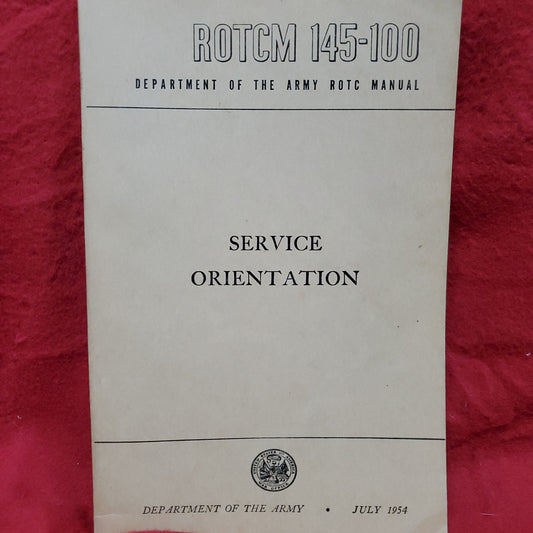 ROTCM 145-100
DEPARTMENT OF THE ARMY ROTC MANUAL
SERVICE
ORIENTATION
DEPARTMENT OF THE ARMY • JULY 1954